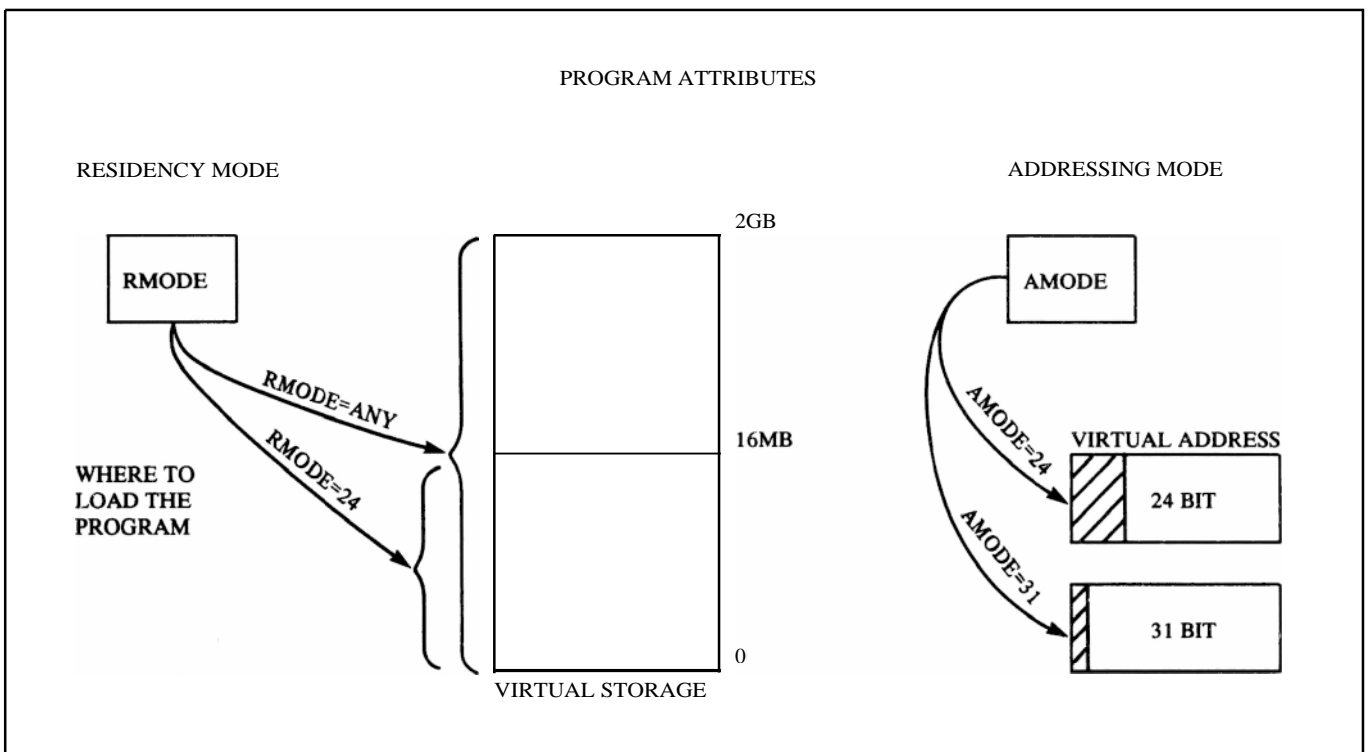 PROGRAM ATTRIBUTES
RESIDENCY MODE
ADDRESSING MODE
2GB
RMODE
AMODE
RMODE=ANY
RMODE=24
16MB
WHERE TO
LOAD THE
PROGRAM
AMODE=24
VIRTUAL ADDRESS
24 BIT
AMODE=31
31 BIT
0
VIRTUAL STORAGE